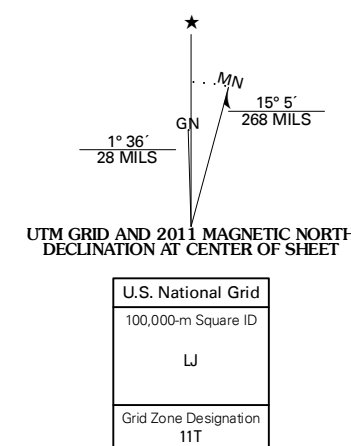 ★
MN
GN
15° 5´
268 MILS
1° 36´
28 MILS
UTM GRID AND 2011 MAGNETIC NORTH
DECLINATION AT CENTER OF SHEET
U.S. National Grid
100,000-m Square ID
LJ
Grid Zone Designation
11T